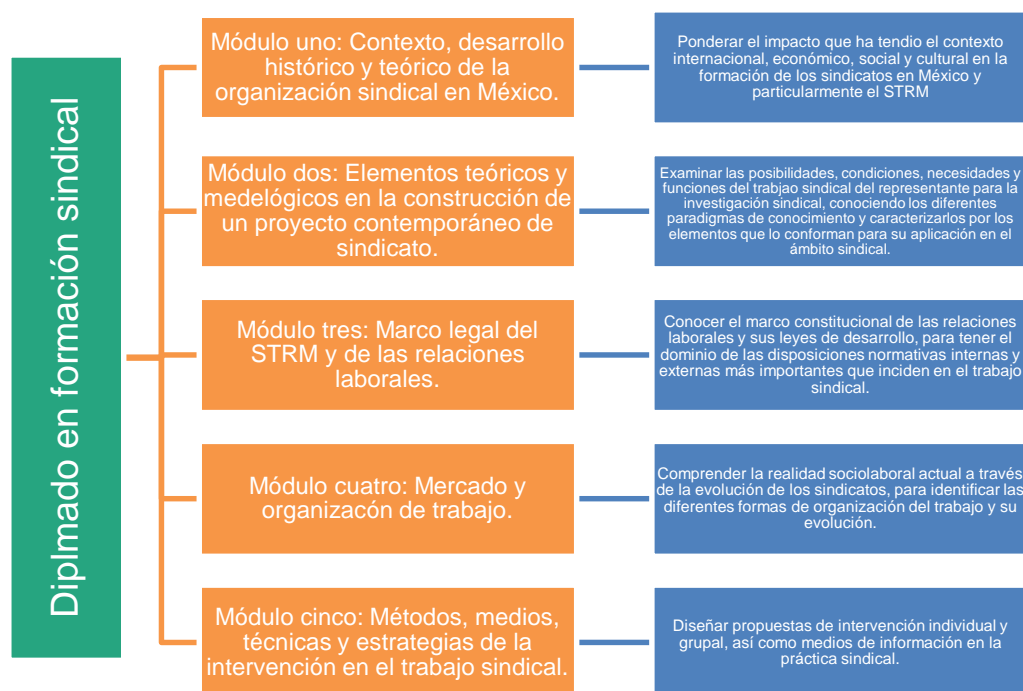 Diplmado en formación sindical
Módulo uno: Contexto, desarrollo
histórico y teórico de la
organización sindical en México.
Ponderar el impacto que ha tendio el contexto
internacional, económico, social y cultural en la
formación de los sindicatos en México y
particularmente el STRM
Módulo dos: Elementos teóricos y
medelógicos en la construcción de
un proyecto contemporáneo de
sindicato.
Examinar las posibilidades, condiciones, necesidades y
funciones del trabjao sindical del representante para la
investigación sindical, conociendo los diferentes
paradigmas de conocimiento y caracterizarlos por los
elementos que lo conforman para su aplicación en el
ámbito sindical.
Módulo tres: Marco legal del
STRM y de las relaciones
laborales.
Conocer el marco constitucional de las relaciones
laborales y sus leyes de desarrollo, para tener el
dominio de las disposiciones normativas internas y
externas más importantes que inciden en el trabajo
sindical.
Módulo cuatro: Mercado y
organizacón de trabajo.
Comprender la realidad sociolaboral actual a través
de la evolución de los sindicatos, para identificar las
diferentes formas de organización del trabajo y su
evolución.
Módulo cinco: Métodos, medios,
técnicas y estrategias de la
intervención en el trabajo sindical.
Diseñar propuestas de intervención individual y
grupal, así como medios de información en la
práctica sindical.